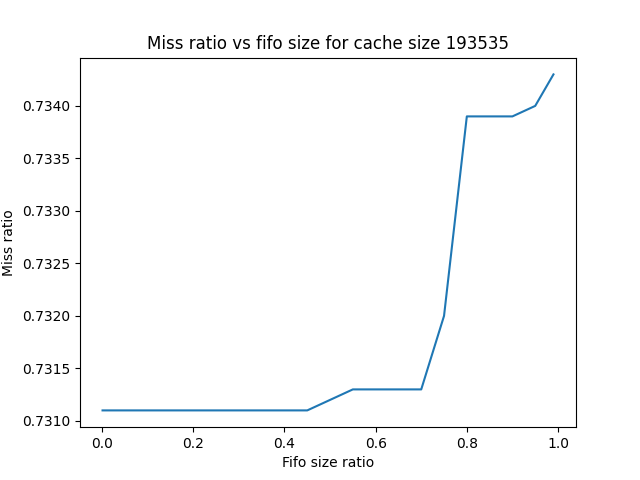 Miss ratio vs fifo size for cache size 193535
0.7340
0.7335
0.7330
0.7325
0.7320
0.7315
0.7310
Miss ratio
0.0 0.2 0.4 0.6 0.8 1.0
Fifo size ratio